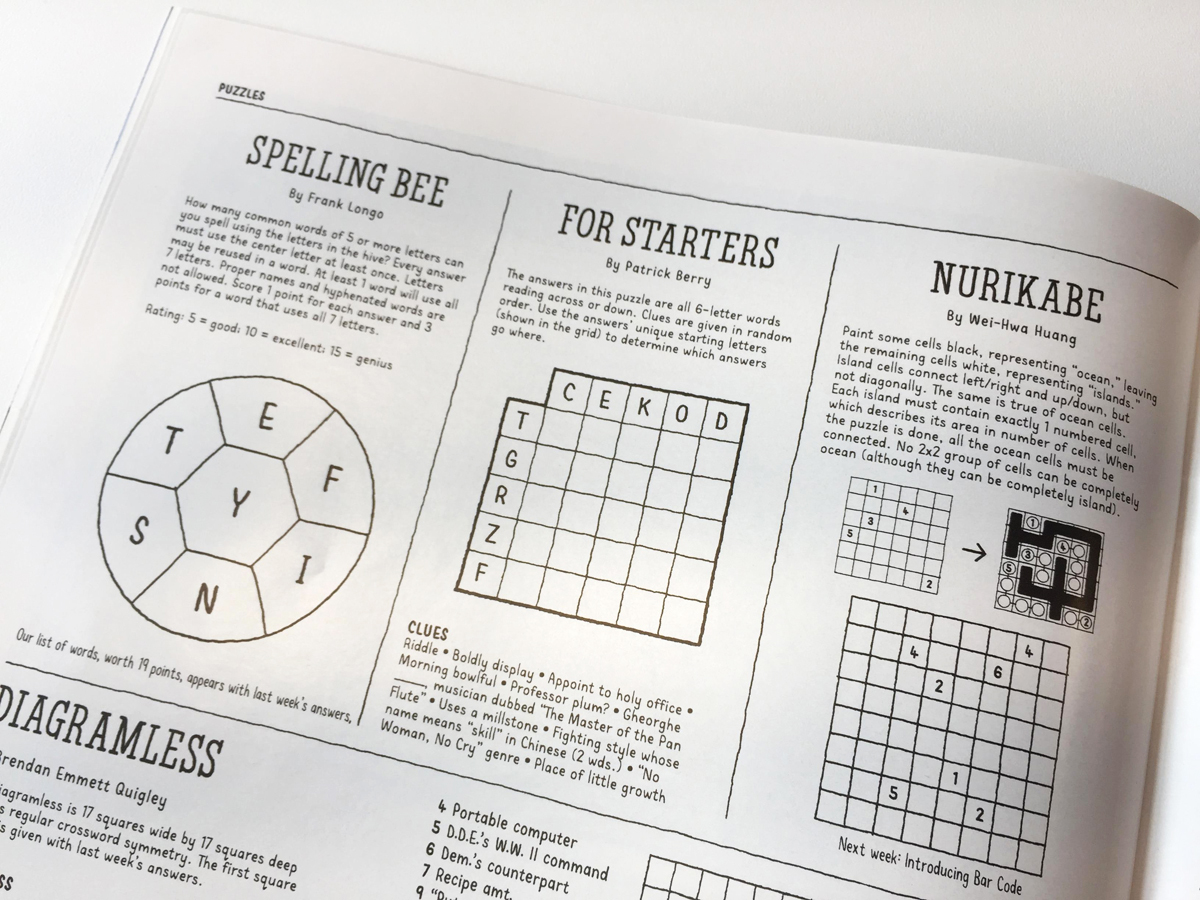 PUZZLES
SPELLING BEE
By Frank Longo
How many common words of 5 or more letters can
you spell using the letters in the hive? Every answer
must use the center letter at least once. Letters
may be reused in a word. At least 1 word will use all
7 letters. Proper names and hyphenated words are
not allowed. Score 1 point for each answer and 3
points for a word that uses all 7 letters.
Rating: 5 = good; 10 = excellent; 15 = genius
E
T
F
Y
S
I
N
Our list of words, worth 19 points, appears with last week's answers.
FOR STARTERS
By Patrick Berry
The answers in this puzzle are all 6-letter words
reading across or down. Clues are given in random
order. Use the answers' unique starting letters
(shown in the grid) to determine which answers
go where.
C E K O D
T
G
R
Z
F
CLUES
Riddle • Boldly display • Appoint to holy office •
Morning bowlful • Professor plum? • Gheorghe
____, musician dubbed "The Master of the Pan
Flute" • Uses a millstone • Fighting style whose
name means "skill" in Chinese (2 wds.) • "No
Woman, No Cry" genre • Place of little growth
NURIKABE
By Wei-Hwa Huang
Paint some cells black, representing "ocean," leaving
the remaining cells white, representing "islands."
Island cells connect left/right and up/down, but
not diagonally. The same is true of ocean cells.
Each island must contain exactly 1 numbered cell,
which describes its area in number of cells. When
the puzzle is done, all the ocean cells must be
connected. No 2x2 group of cells can be completely
ocean (although they can be completely island).
1
4
3
5
2
1
4
3
5
2
4
4
6
2
1
5
2
Next week: Introducing Bar Code
DIAGRAMLESS
Brendan Emmett Quigley
diagramless is 17 squares wide by 17 squares deep
regular crossword symmetry. The first square
given with last week's answers.
4 Portable computer
5 D.D.E.'s W.W. II command
6 Dem.'s counterpart
7 Recipe amt.
9